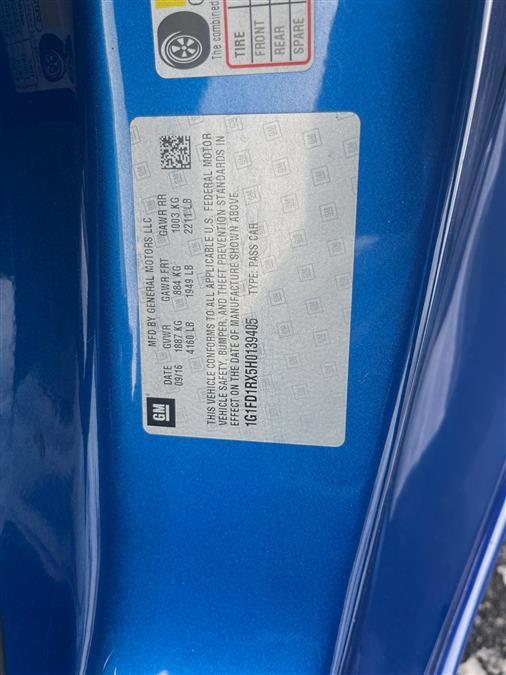 The combined
TIRE
FRONT
REAR
SPARE
GM
MFD BY GENERAL MOTORS LLC
DATE GVWR GAWR FRT GAWR RR
09/16 1887 KG 884 KG 1003 KG
4160 LB 1949 LB 2211 LB
THIS VEHICLE CONFORMS TO ALL APPLICABLE U.S. FEDERAL MOTOR
VEHICLE SAFETY, BUMPER, AND THEFT PREVENTION STANDARDS IN
EFFECT ON THE DATE OF MANUFACTURE SHOWN ABOVE.
1G1FD1RX5H0139405 TYPE: PASS CAR